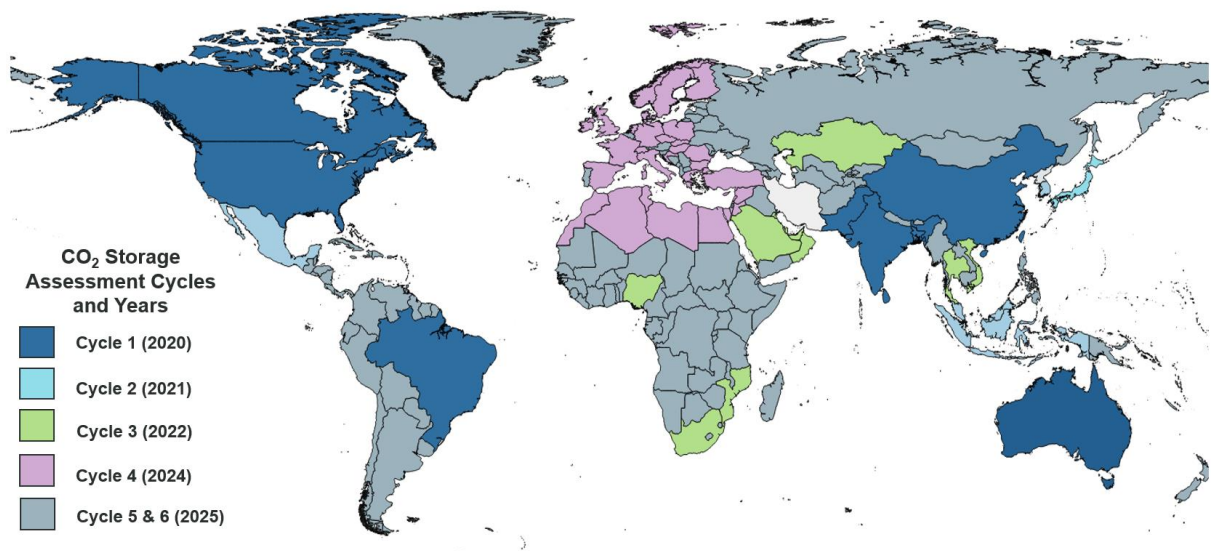 CO₂ Storage
Assessment Cycles
and Years
Cycle 1 (2020)
Cycle 2 (2021)
Cycle 3 (2022)
Cycle 4 (2024)
Cycle 5 & 6 (2025)